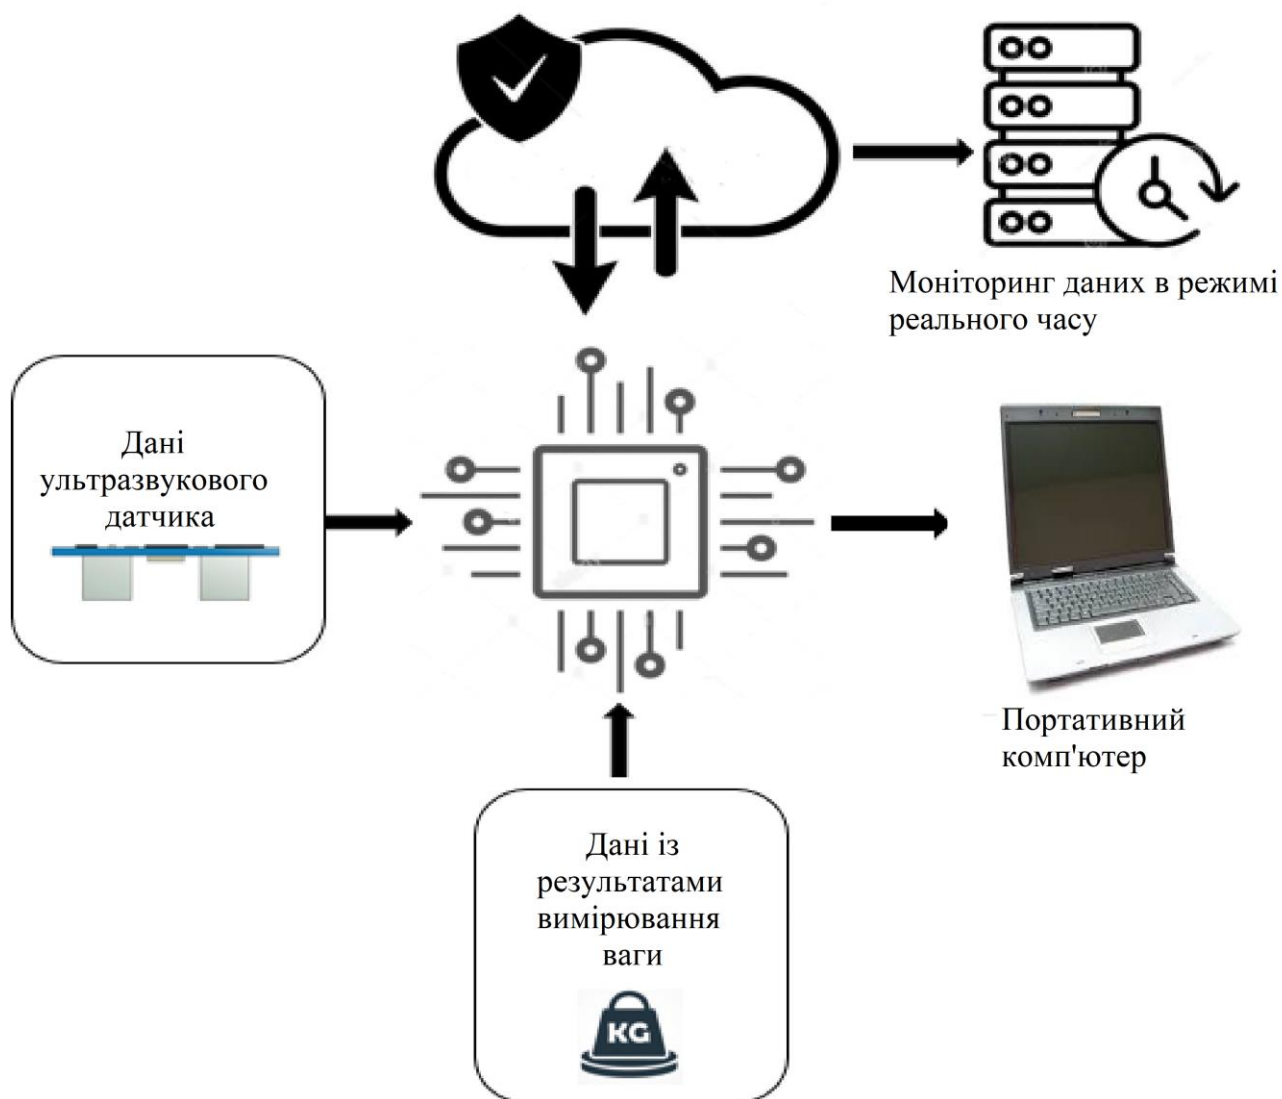 Моніторинг даних в режимі
реального часу
Дані
ультразвукового
датчика
Портативний
комп'ютер
Дані із
результатами
вимірювання
ваги
KG